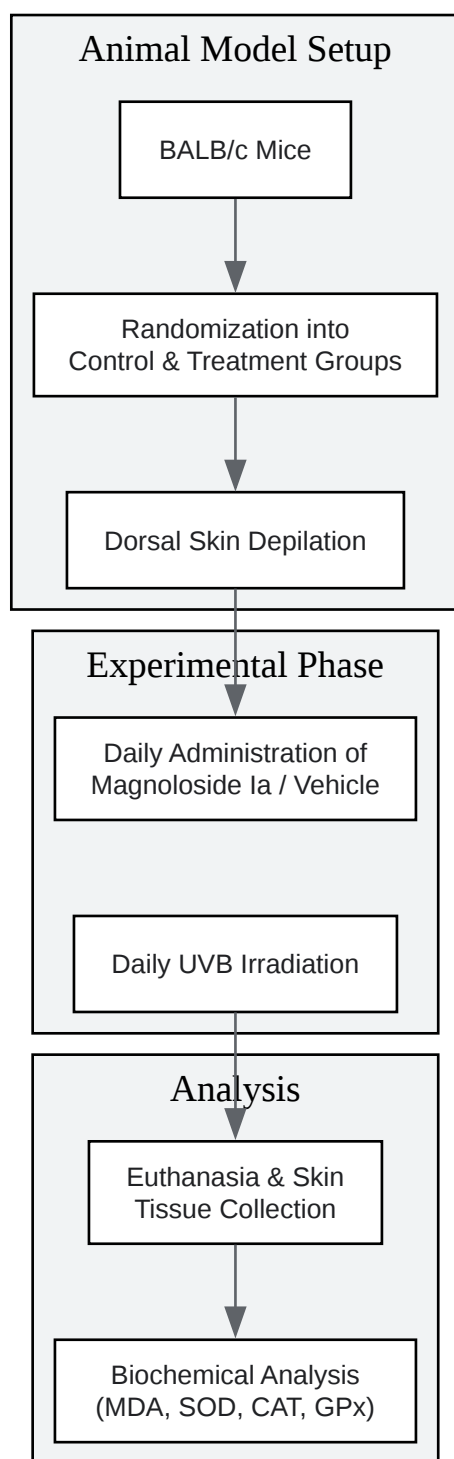 Animal Model Setup
BALB/c Mice
Randomization into
Control & Treatment Groups
Dorsal Skin Depilation
Experimental Phase
Daily Administration of
Magnoloside Ia / Vehicle
Daily UVB Irradiation
Analysis
Euthanasia & Skin
Tissue Collection
Biochemical Analysis
(MDA, SOD, CAT, GPx)